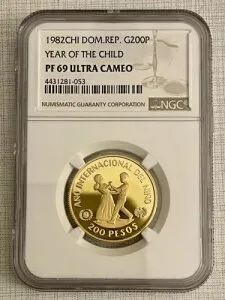 1982CHI DOM.REP. G200P
YEAR OF THE CHILD
PF 69 ULTRA CAMEO
4431281-053
NUMISMATIC GUARANTY CORPORATION
NGC
AÑO INTERNACIONAL DEL NIÑO
200 PESOS